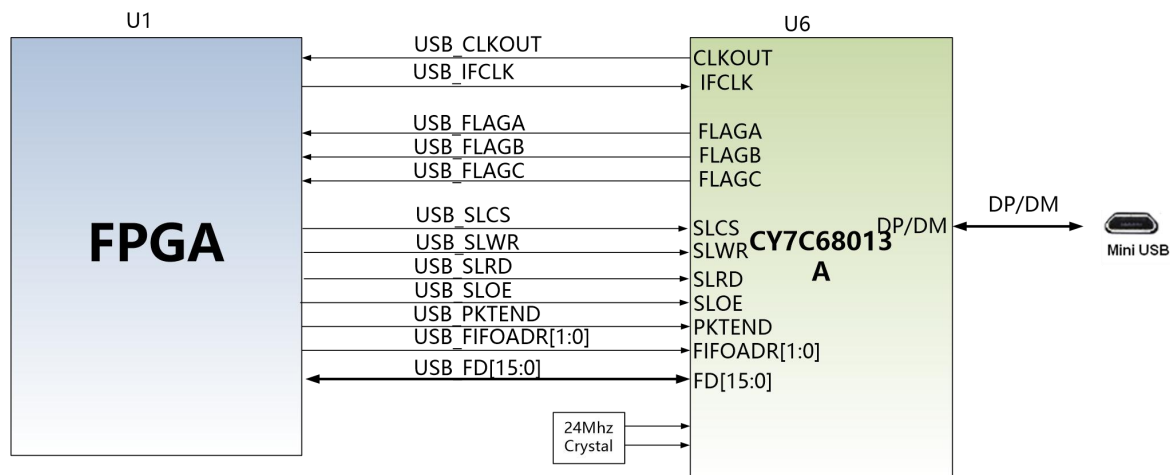 U1
U6
USB_CLKOUT
CLKOUT
USB_IFCLK
IFCLK
USB_FLAGA
FLAGA
USB_FLAGB
FLAGB
USB_FLAGC
FLAGC
FPGA
USB_SLCS
SLCS
USB_SLWR
SLWR
USB_SLRD
SLRD
USB_SLOE
SLOE
USB_PKTEND
PKTEND
USB_FIFOADR[1:0]
FIFOADR[1:0]
USB_FD[15:0]
FD[15:0]
CY7C68013
A
DP/DM
DP/DM
Mini USB
24Mhz
Crystal